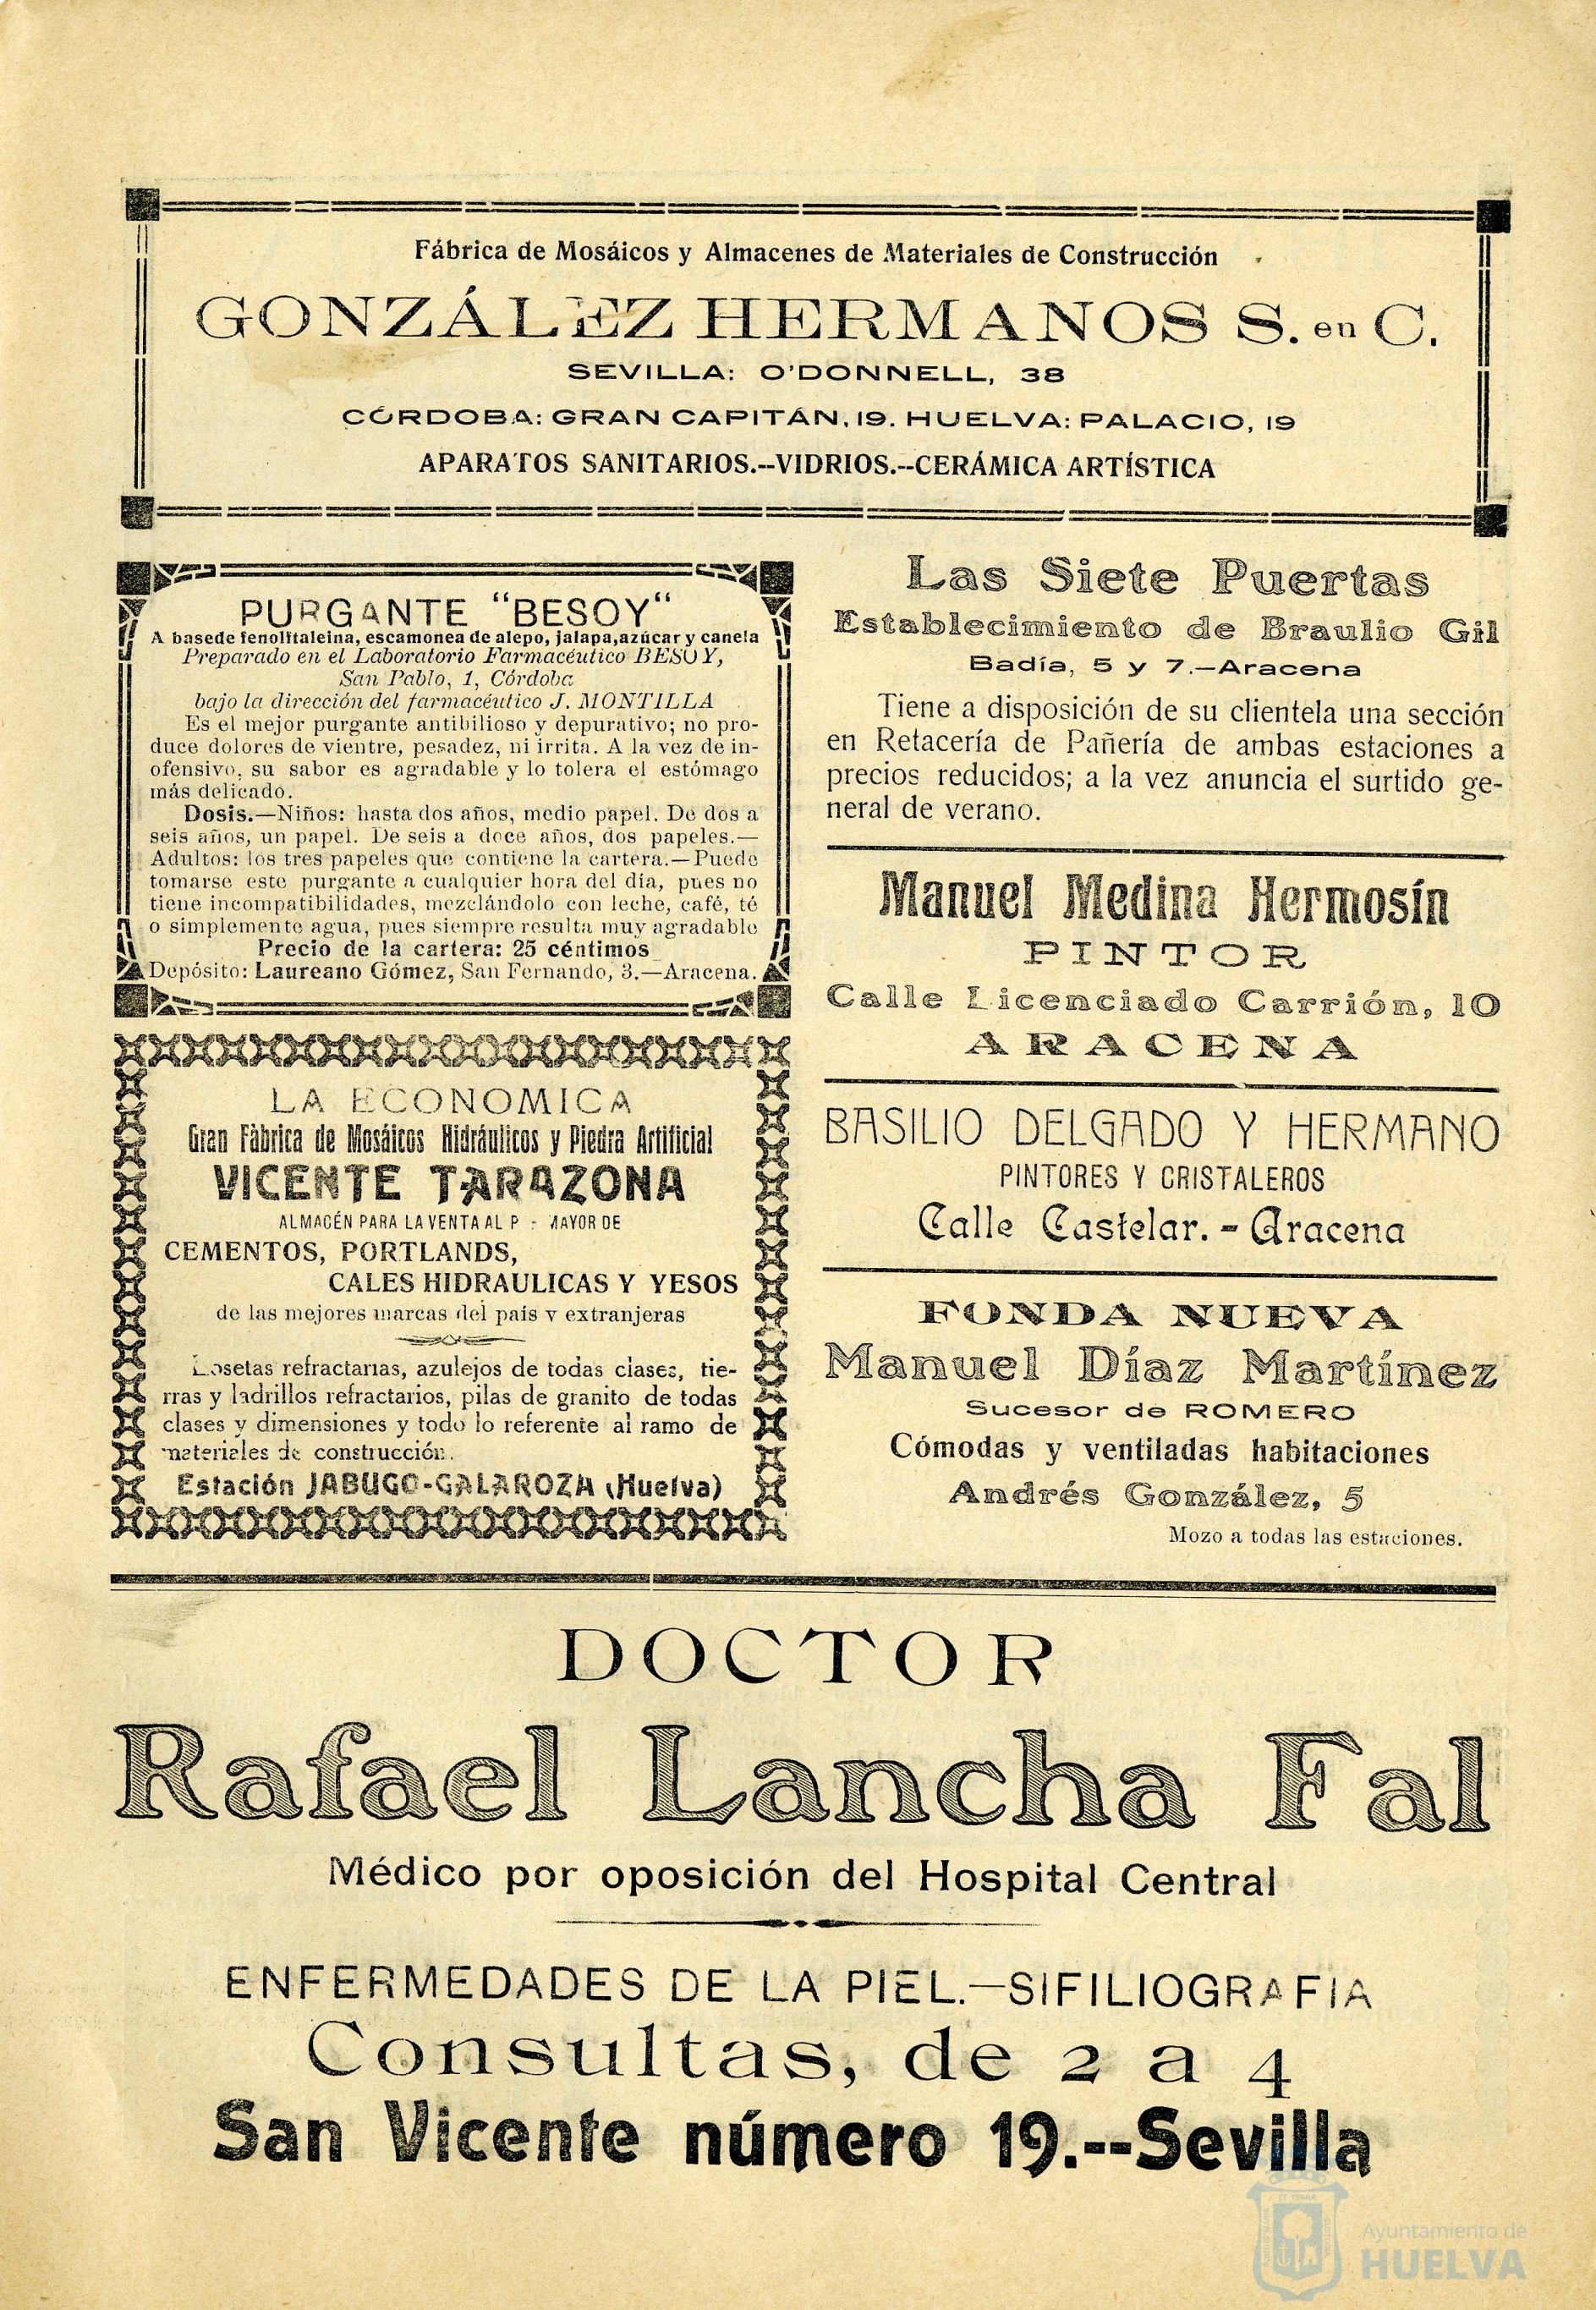 Fábrica de Mosáicos y Almacenes de Materiales de Construcción
GONZÁLEZ HERMANOS S. en C.
SEVILLA: O'DONNELL, 38
CÓRDOBA: GRAN CAPITÁN, 19. HUELVA: PALACIO, 19
APARATOS SANITARIOS.--VIDRIOS.--CERÁMICA ARTÍSTICA
PURGANTE "BESOY"
A base de fenolftaleina, escamonea de alepo, jalapa, azúcar y canela
Preparado en el Laboratorio Farmacéutico BESOY,
San Pablo, 1, Córdoba
bajo la dirección del farmacéutico J. MONTILLA
Es el mejor purgante antibilioso y depurativo; no pro-
duce dolores de vientre, pesadez, ni irrita. A la vez de in-
ofensivo, su sabor es agradable y lo tolera el estómago
más delicado.
Dosis.—Niños: hasta dos años, medio papel. De dos a
seis años, un papel. De seis a doce años, dos papeles.—
Adultos: los tres papeles que contiene la cartera.—Puede
tomarse este purgante a cualquier hora del día, pues no
tiene incompatibilidades, mezclándolo con leche, café, té
o simplemente agua, pues siempre resulta muy agradable
Precio de la cartera: 25 céntimos
Depósito: Laureano Gómez, San Fernando, 3.—Aracena.
LA ECONOMICA
Gran Fábrica de Mosáicos Hidráulicos y Piedra Artificial
VICENTE TARAZONA
ALMACÉN PARA LA VENTA AL P MAYOR DE
CEMENTOS, PORTLANDS,
CALES HIDRAULICAS Y YESOS
de las mejores marcas del país y extranjeras
Losetas refractarias, azulejos de todas clases, tie-
rras y ladrillos refractarios, pilas de granito de todas
clases y dimensiones y todo lo referente al ramo de
materiales de construcción.
Estación JABUGO-GALAROZA (Huelva)
Las Siete Puertas
Establecimiento de Braulio Gil
Badía, 5 y 7.—Aracena
Tiene a disposición de su clientela una sección
en Retacería de Pañería de ambas estaciones a
precios reducidos; a la vez anuncia el surtido ge-
neral de verano.
Manuel Medina Hermosín
PINTOR
Calle Licenciado Carrión, 10
ARACENA
BASILIO DELGADO Y HERMANO
PINTORES Y CRISTALEROS
Calle Castelar. - Aracena
FONDA NUEVA
Manuel Díaz Martínez
Sucesor de ROMERO
Cómodas y ventiladas habitaciones
Andrés González, 5
Mozo a todas las estaciones.
DOCTOR
Rafael Lancha Fal
Médico por oposición del Hospital Central
ENFERMEDADES DE LA PIEL.—SIFILIOGRAFIA
Consultas, de 2 a 4
San Vicente número 19.--Sevilla
Ayuntamiento de
HUELVA